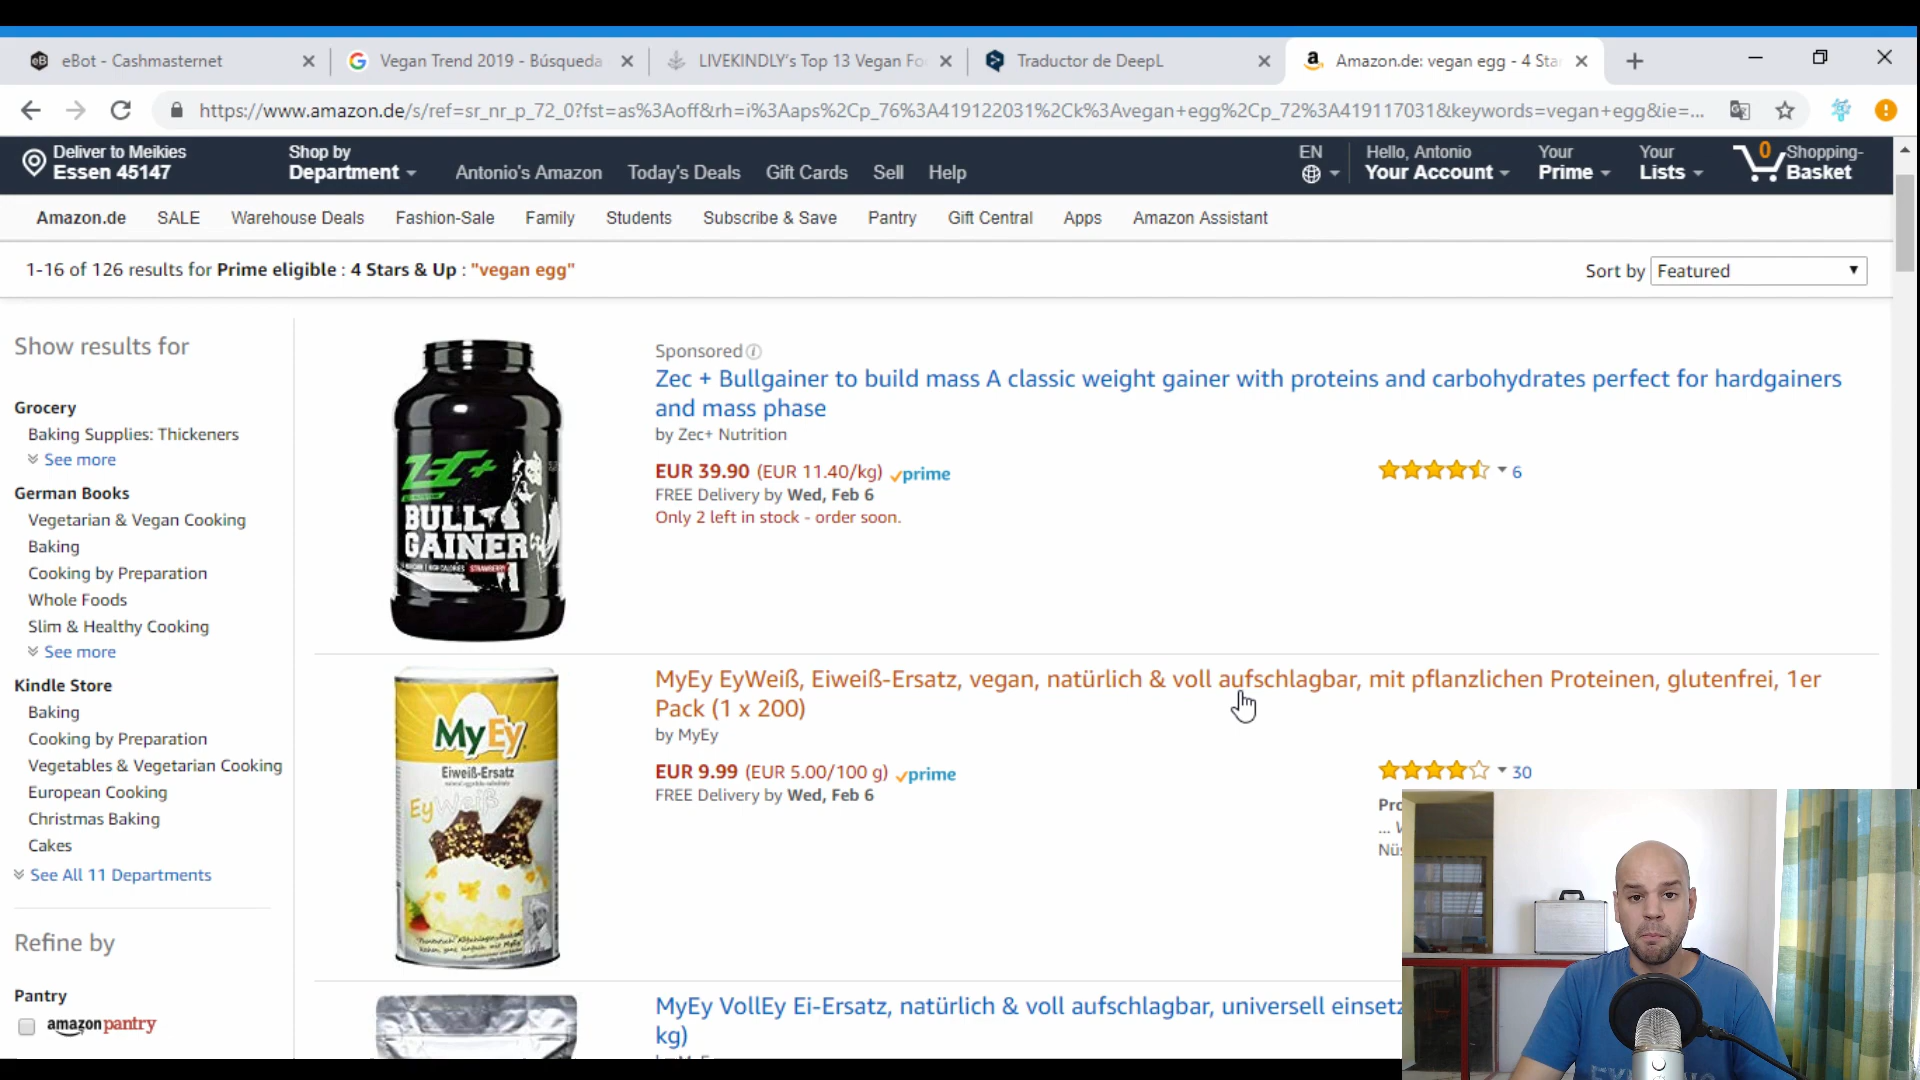 eBot - Cashmasternet
Vegan Trend 2019 - Búsqueda
LIVEKINDLY's Top 13 Vegan Fo
Traductor de DeepL
Amazon.de: vegan egg - 4 Sta
https://www.amazon.de/s/ref=sr_nr_p_72_0?fst=as%3Aoff&rh=i%3Aaps%2Cp_76%3A419122031%2Ck%3Avegan+egg%2Cp_72%3A419117031&keywords=vegan+egg&ie=...
Deliver to Meikies
Essen 45147
Shop by
Department
Antonio's Amazon
Today's Deals
Gift Cards
Sell
Help
EN
Hello, Antonio
Your Account
Your
Prime
Your
Lists
0
Shopping-
Basket
Amazon.de
SALE
Warehouse Deals
Fashion-Sale
Family
Students
Subscribe & Save
Pantry
Gift Central
Apps
Amazon Assistant
1-16 of 126 results for Prime eligible : 4 Stars & Up : "vegan egg"
Sort by Featured
Show results for
Grocery
Baking Supplies: Thickeners
See more
German Books
Vegetarian & Vegan Cooking
Baking
Cooking by Preparation
Whole Foods
Slim & Healthy Cooking
See more
Kindle Store
Baking
Cooking by Preparation
Vegetables & Vegetarian Cooking
European Cooking
Christmas Baking
Cakes
See All 11 Departments
Refine by
Pantry
amazonpantry
ZEC+
BULL
GAINER
STRAWBERRY
Sponsored
Zec + Bullgainer to build mass A classic weight gainer with proteins and carbohydrates perfect for hardgainers
and mass phase
by Zec+ Nutrition
EUR 39.90 (EUR 11.40/kg) prime
FREE Delivery by Wed, Feb 6
Only 2 left in stock - order soon.
6
MyEy
Eiweiß-Ersatz
EyWeiß
MyEy EyWeiß, Eiweiß-Ersatz, vegan, natürlich & voll aufschlagbar, mit pflanzlichen Proteinen, glutenfrei, 1er
Pack (1 x 200)
by MyEy
EUR 9.99 (EUR 5.00/100 g) prime
FREE Delivery by Wed, Feb 6
30
Pro
...
Nüs
MyEy VollEy Ei-Ersatz, natürlich & voll aufschlagbar, universell einsetz
kg)